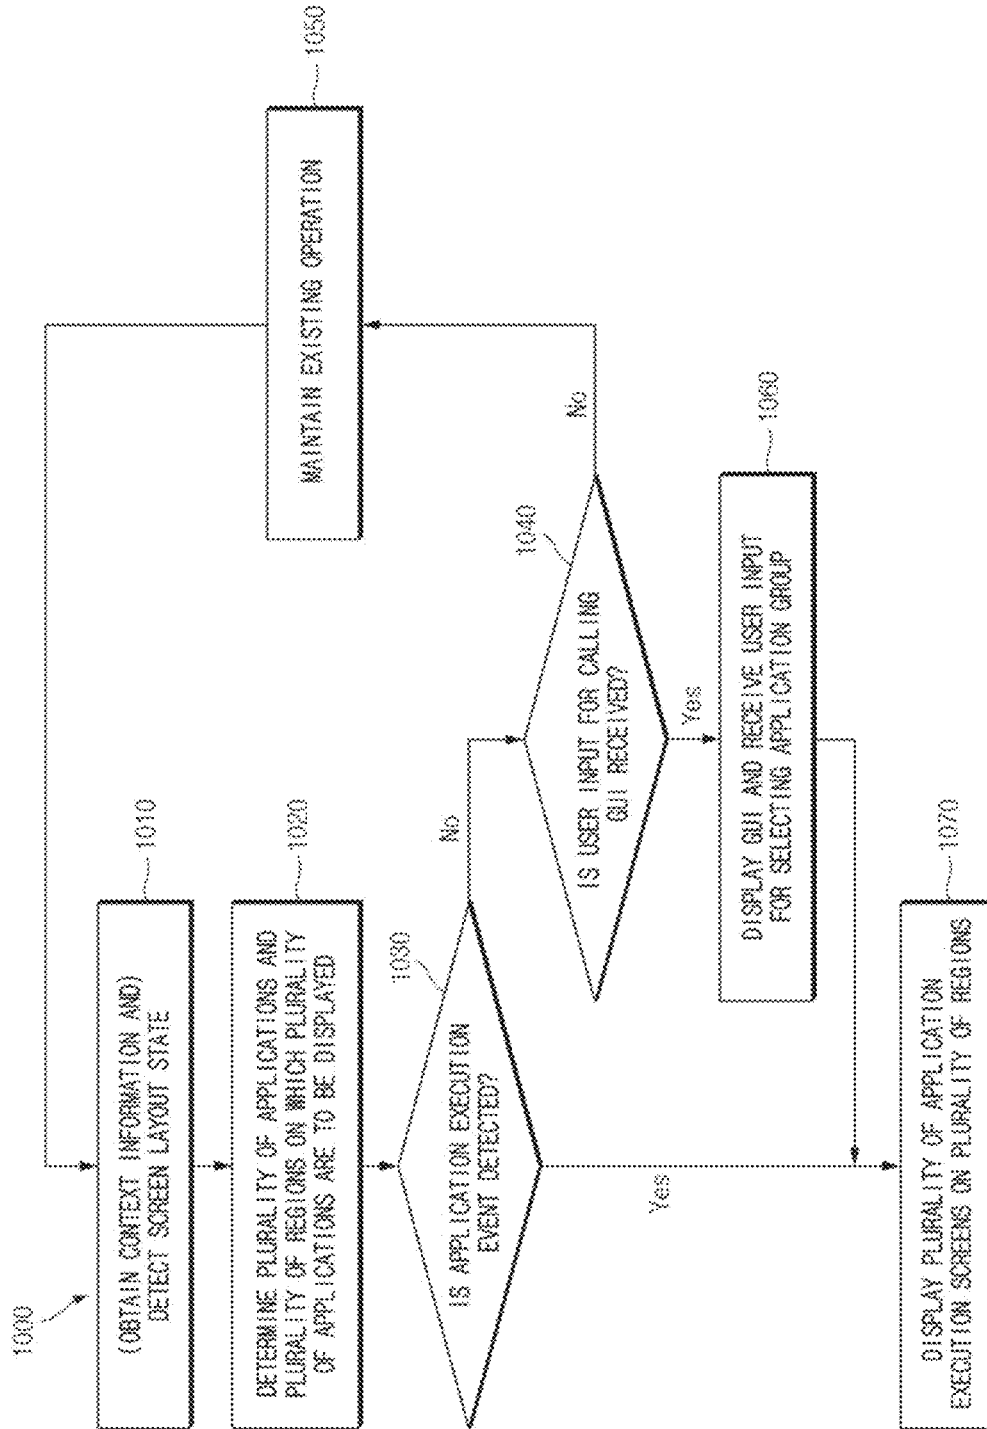 1000
1010
(OBTAIN CONTEXT INFORMATION AND)
DETECT SCREEN LAYOUT STATE
1020
DETERMINE PLURALITY OF APPLICATIONS AND
PLURALITY OF REGIONS ON WHICH PLURALITY
OF APPLICATIONS ARE TO BE DISPLAYED
1030
IS APPLICATION EXECUTION
EVENT DETECTED?
No
Yes
1040
IS USER INPUT FOR CALLING
GUI RECEIVED?
No
Yes
1050
MAINTAIN EXISTING OPERATION
1060
DISPLAY GUI AND RECEIVE USER INPUT
FOR SELECTING APPLICATION GROUP
1070
DISPLAY PLURALITY OF APPLICATION
EXECUTION SCREENS ON PLURALITY OF REGIONS